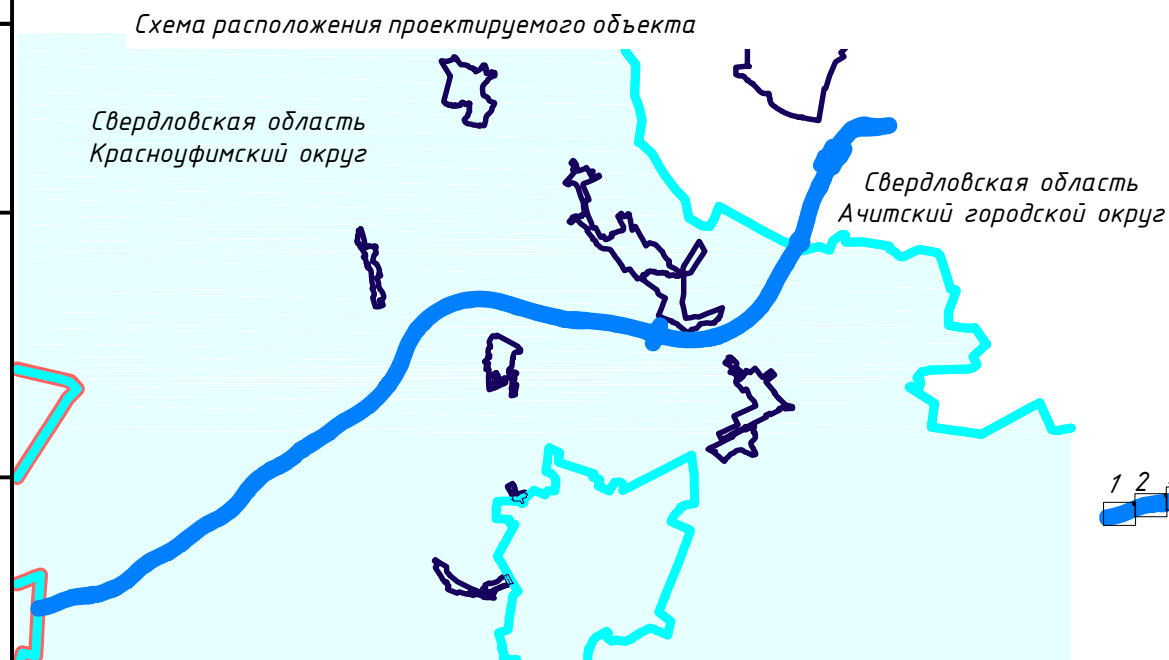 Схема расположения проектируемого объекта
Свердловская область
Красноуфимский округ
Свердловская область
Ачитский городской округ
1 2